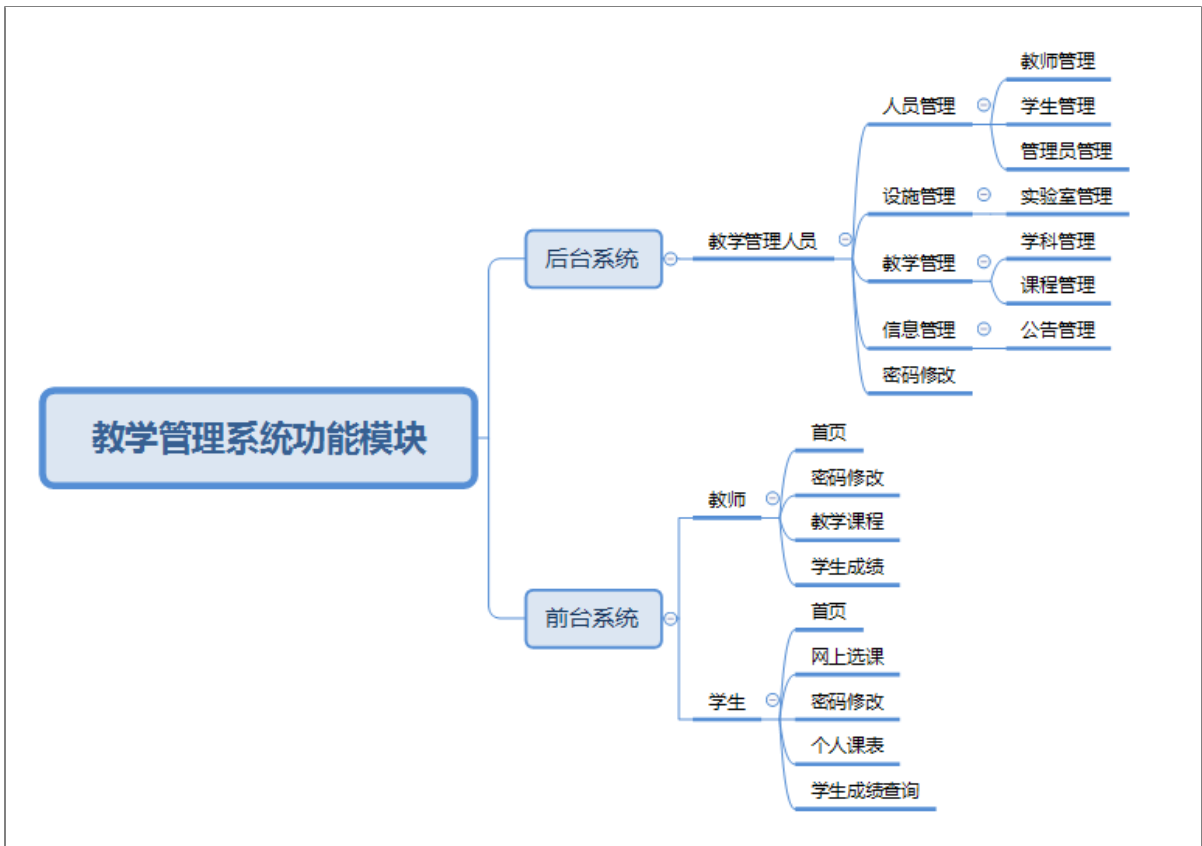 教学管理系统功能模块
后台系统
教学管理人员
人员管理
教师管理
学生管理
管理员管理
设施管理
实验室管理
教学管理
学科管理
课程管理
信息管理
公告管理
密码修改
前台系统
教师
首页
密码修改
教学课程
学生成绩
学生
首页
网上选课
密码修改
个人课表
学生成绩查询